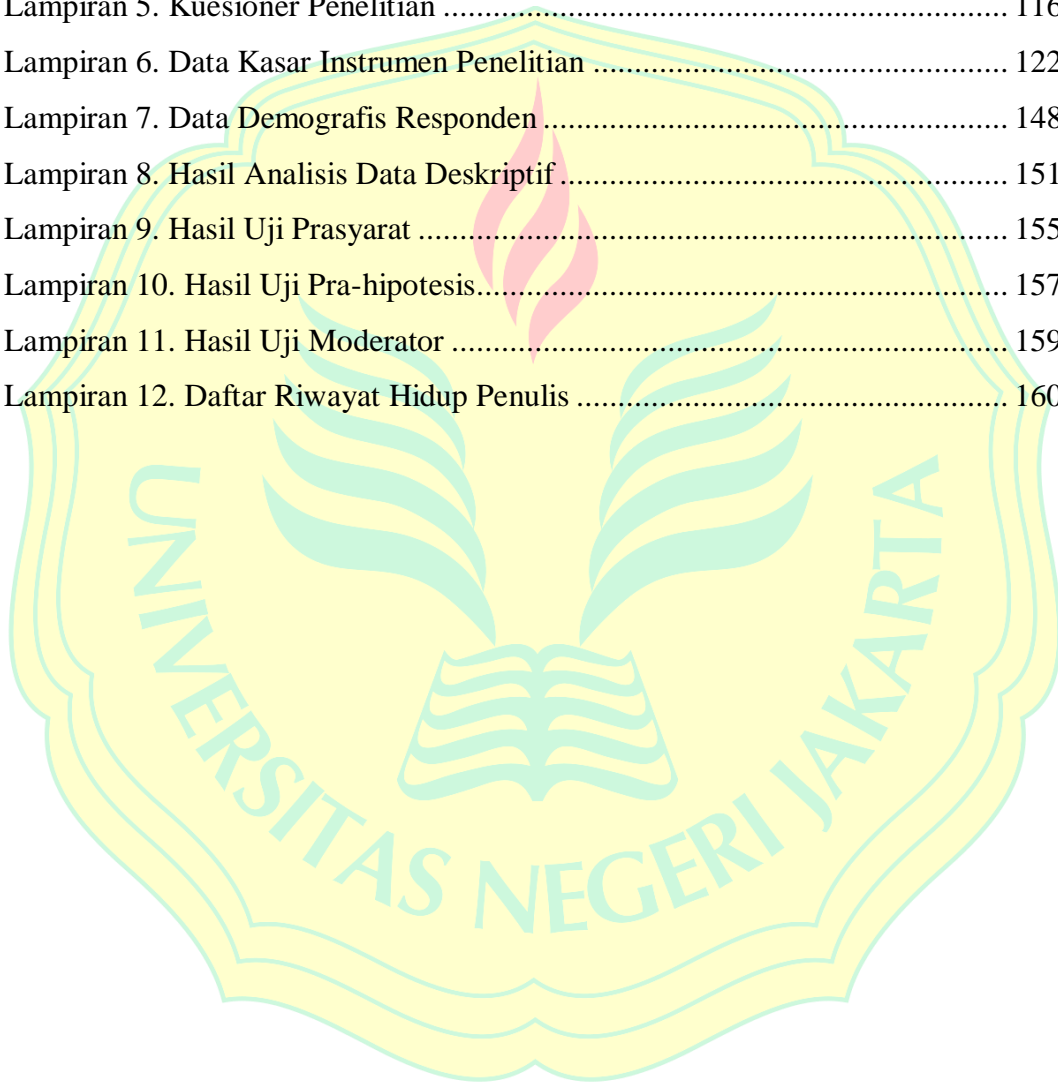 Lampiran 5. Kuesioner Penelitian ........................................................................ 116
Lampiran 6. Data Kasar Instrumen Penelitian ..................................................... 122
Lampiran 7. Data Demografis Responden ........................................................... 148
Lampiran 8. Hasil Analisis Data Deskriptif ......................................................... 151
Lampiran 9. Hasil Uji Prasyarat ........................................................................... 155
Lampiran 10. Hasil Uji Pra-hipotesis.................................................................... 157
Lampiran 11. Hasil Uji Moderator ....................................................................... 159
Lampiran 12. Daftar Riwayat Hidup Penulis ....................................................... 160
UNIVERSITAS NEGERI JAKARTA